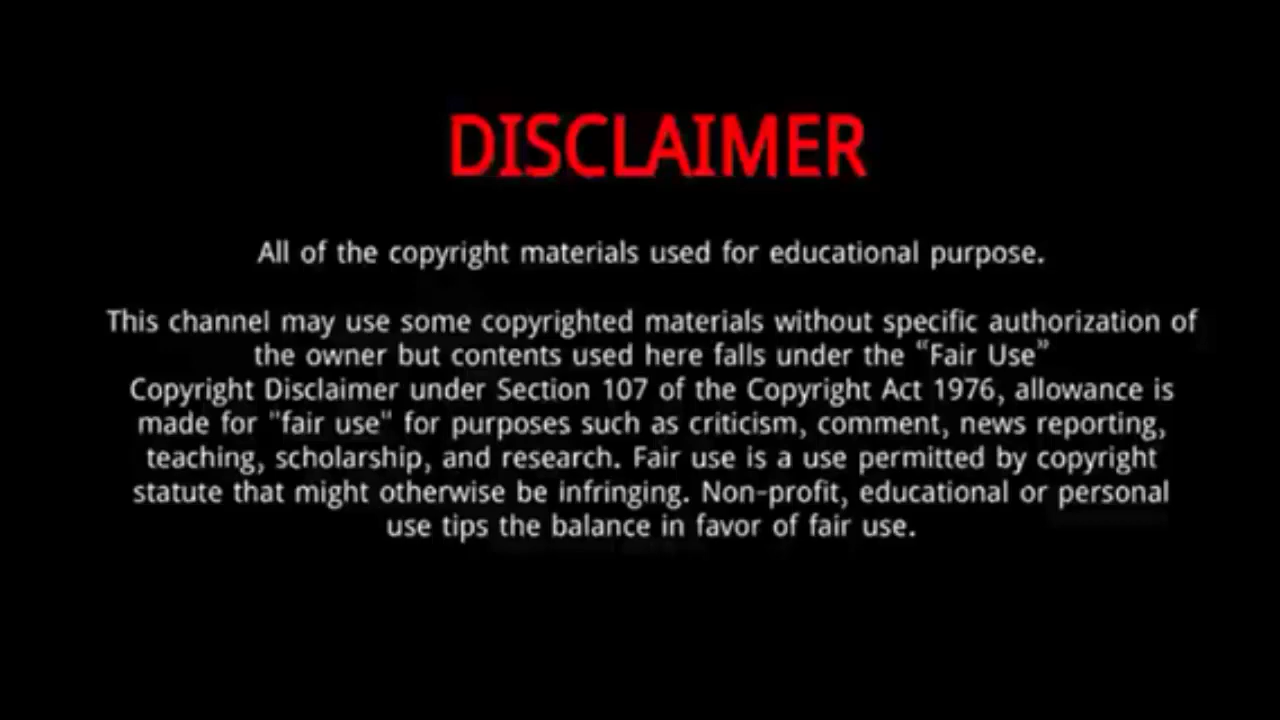 DISCLAIMER
All of the copyright materials used for educational purpose.
This channel may use some copyrighted materials without specific authorization of
the owner but contents used here falls under the “Fair Use”
Copyright Disclaimer under Section 107 of the Copyright Act 1976, allowance is
made for "fair use" for purposes such as criticism, comment, news reporting,
teaching, scholarship, and research. Fair use is a use permitted by copyright
statute that might otherwise be infringing. Non-profit, educational or personal
use tips the balance in favor of fair use.